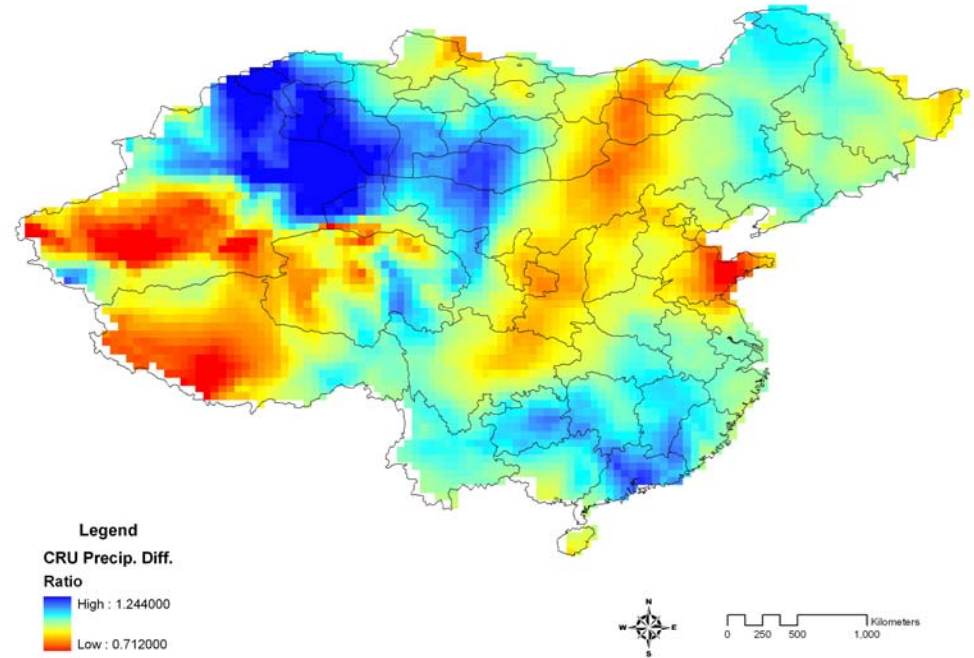 Legend
CRU Precip. Diff.
Ratio
High : 1.244000
Low : 0.712000
N
W E
S
Kilometers
0 250 500 1,000